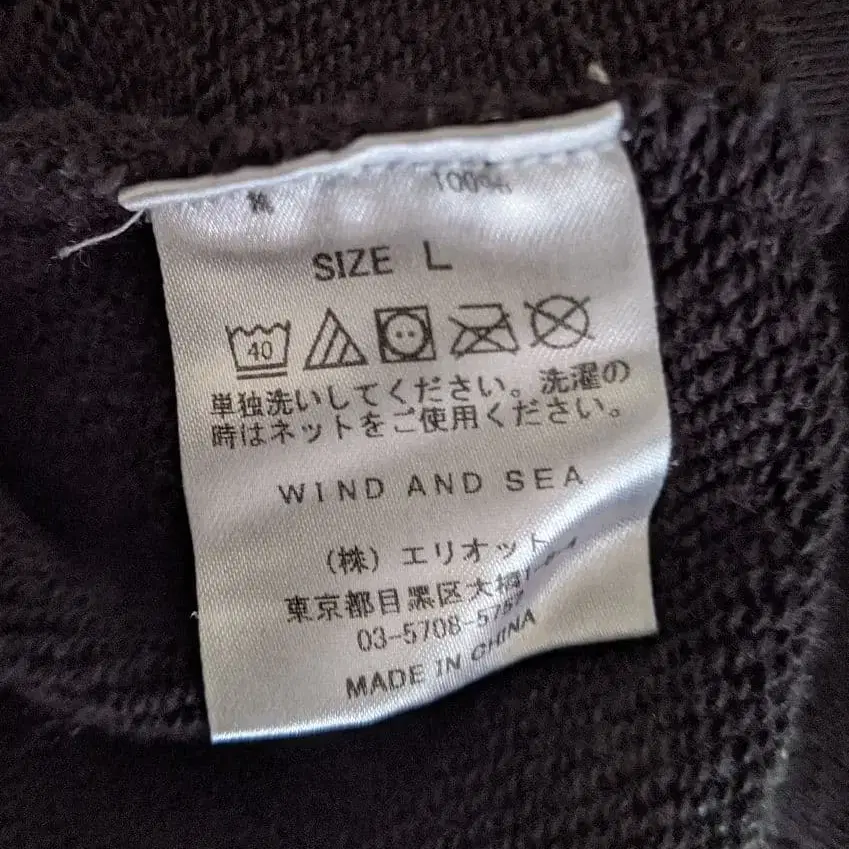 綿 100%
SIZE L
40
単独洗いしてください。洗濯の
時はネットをご使用ください。
WIND AND SEA
(株) エリオット
東京都目黒区大橋
03-5708-5757
MADE IN CHINA